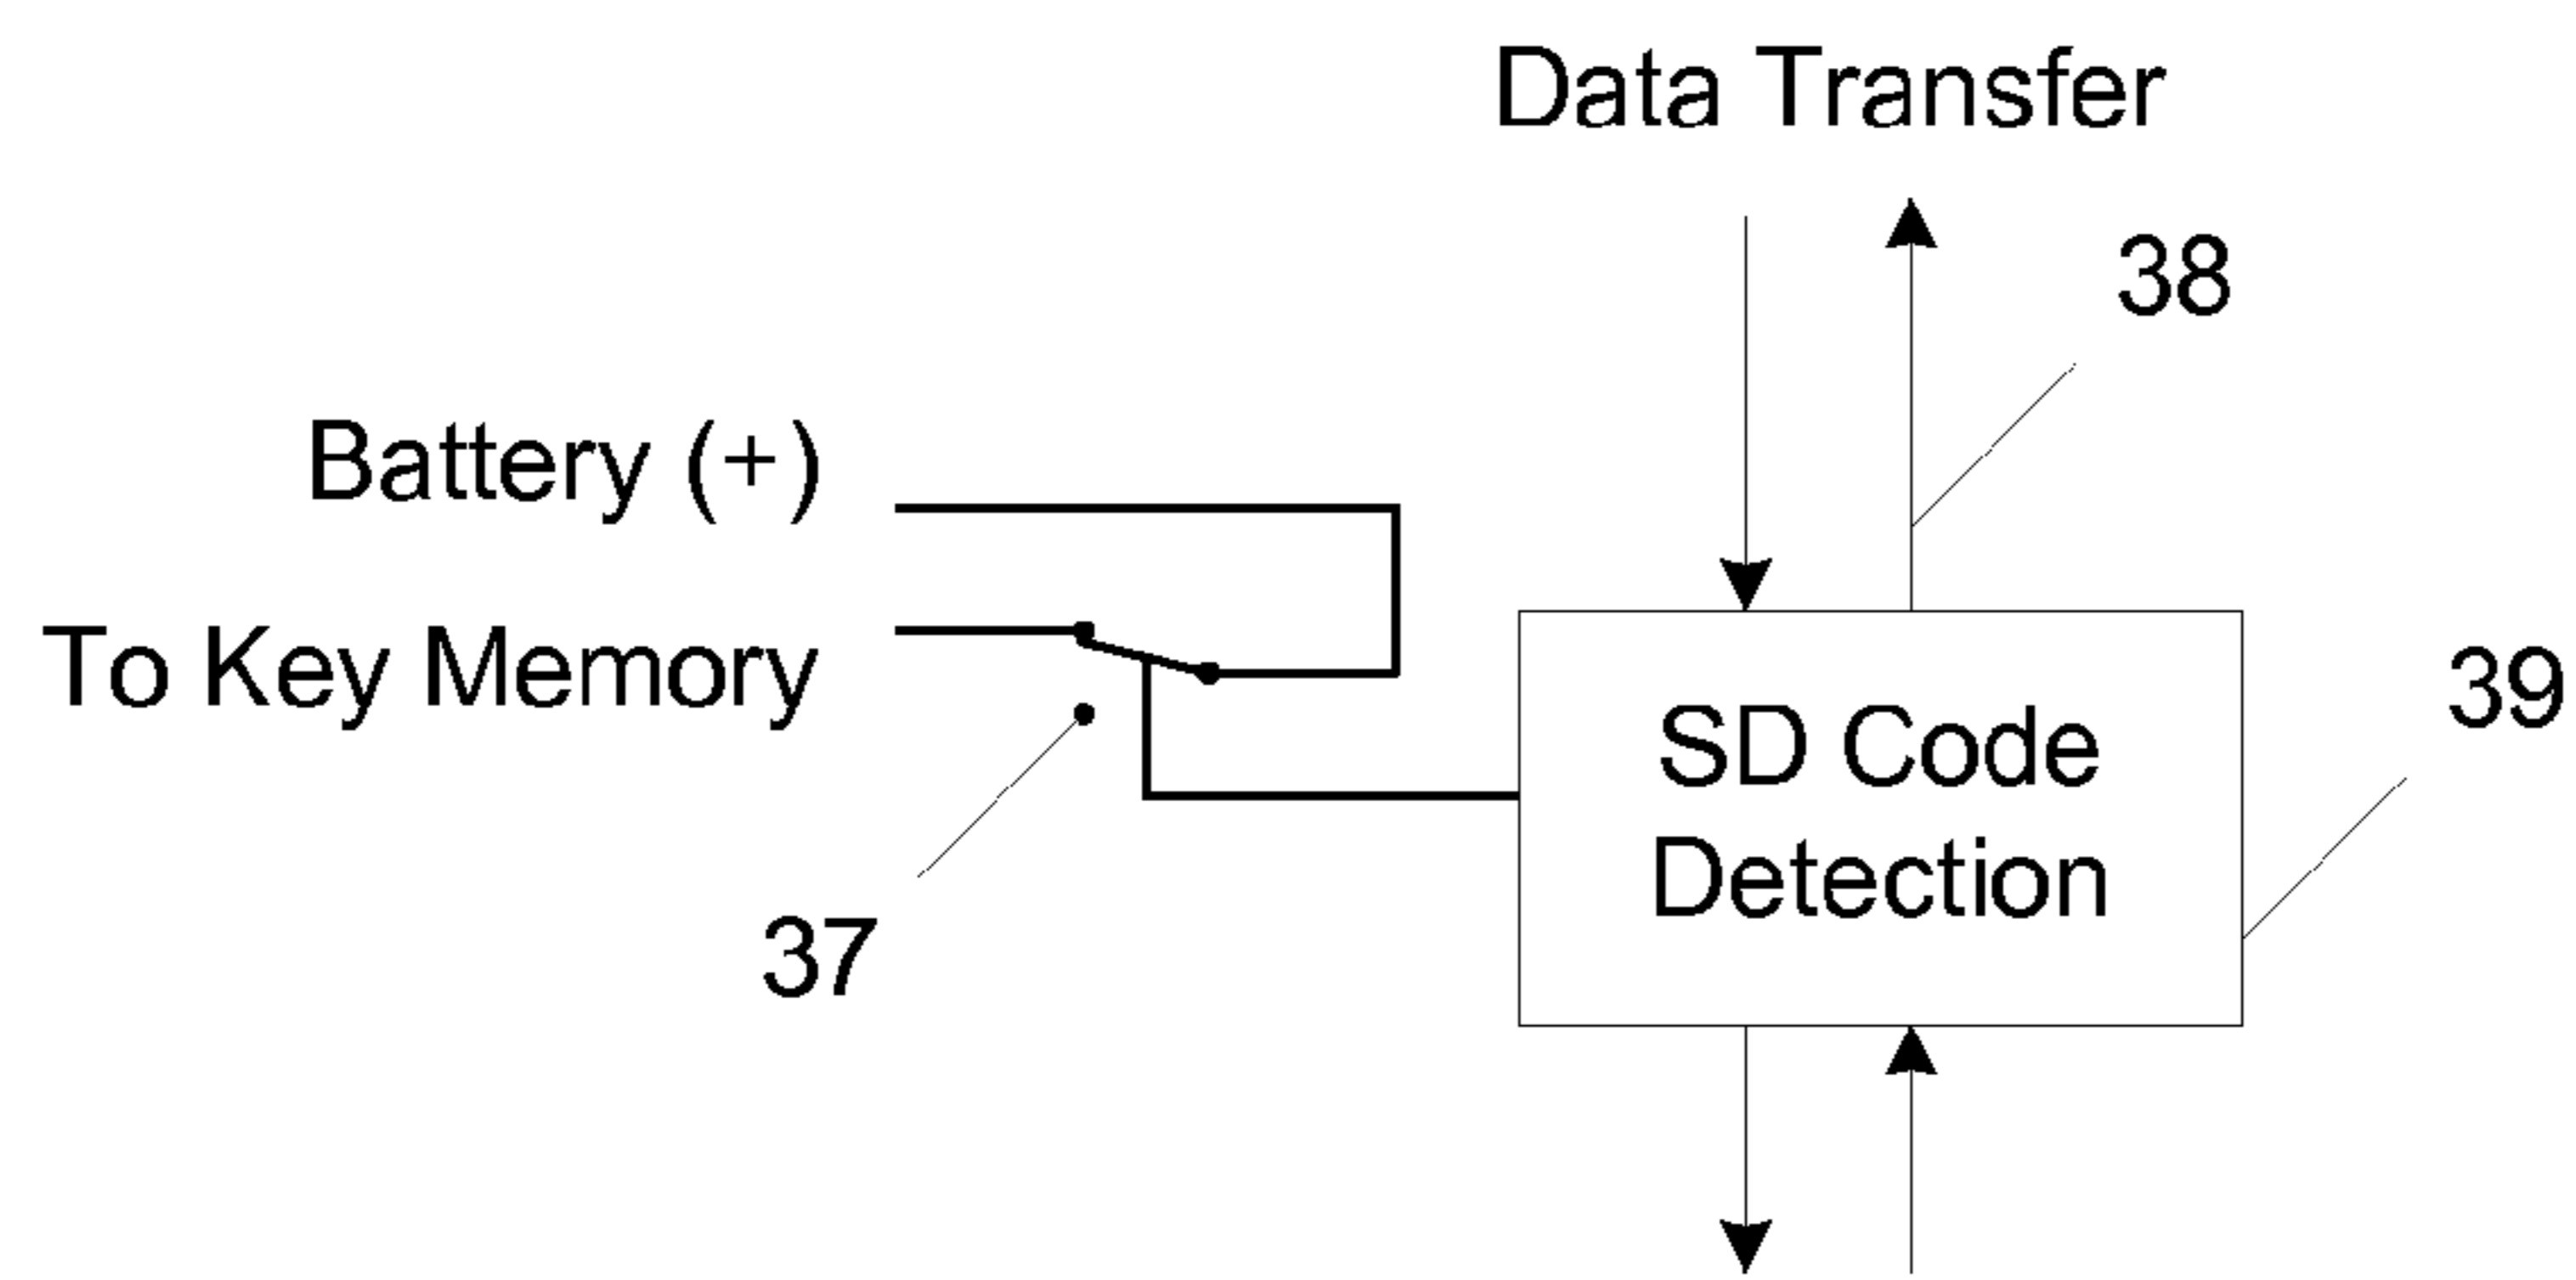 Data Transfer
38
Battery (+)
To Key Memory
39
SD Code
Detection
37